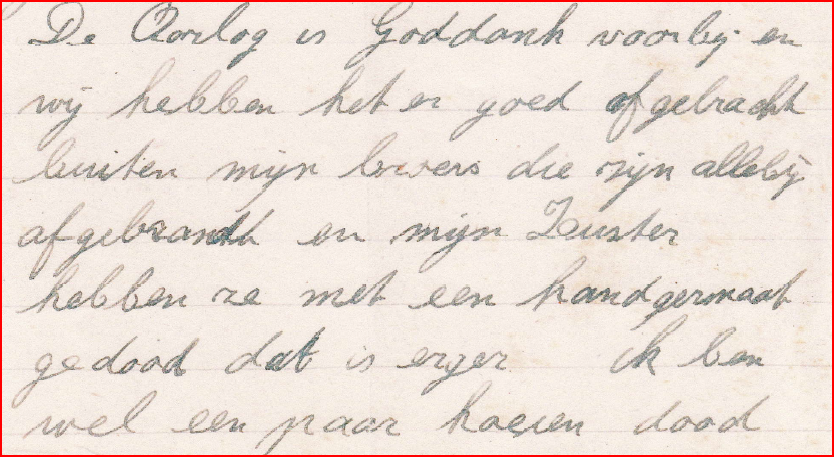 De Oorlog is Goddank voorbij en
wij hebben het er goed afgebracht
buiten mijn broers die zijn allebij
afgebrandt en mijn Zuster
hebben ze met een handgernaat
gedood dat is erger ik ben
wel een paar koeien dood